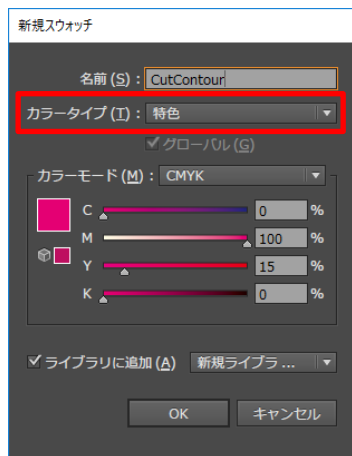 新規スウォッチ
名前 (S) : CutContour
カラータイプ (T) : 特色
グローバル (G)
カラーモード (M) : CMYK
C 0 %
M 100 %
Y 15 %
K 0 %
ライブラリに追加 (A) 新規ライブラ ...
OK キャンセル